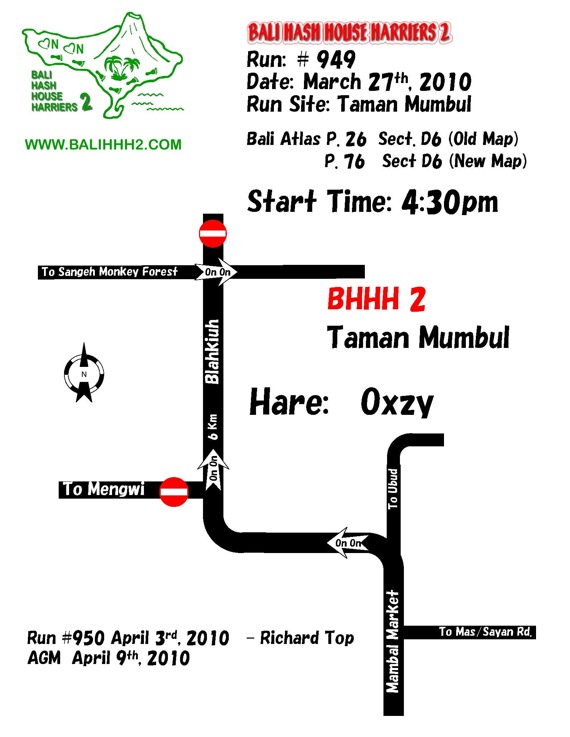 BALI HASH HOUSE HARRIERS 2
N N
BALI
HASH
HOUSE
HARRIERS 2
WWW.BALIHHH2.COM
Run: # 949
Date: March 27th, 2010
Run Site: Taman Mumbul
Bali Atlas P. 26 Sect. D6 (Old Map)
P. 76 Sect D6 (New Map)
Start Time: 4:30pm
To Sangeh Monkey Forest
On On
BHHH 2
Taman Mumbul
Blahkiuh
N
Hare: Oxzy
6 Km
On On
To Mengwi
To Ubud
On On
Mambal Market
To Mas/Sayan Rd.
Run #950 April 3rd, 2010 - Richard Top
AGM April 9th, 2010